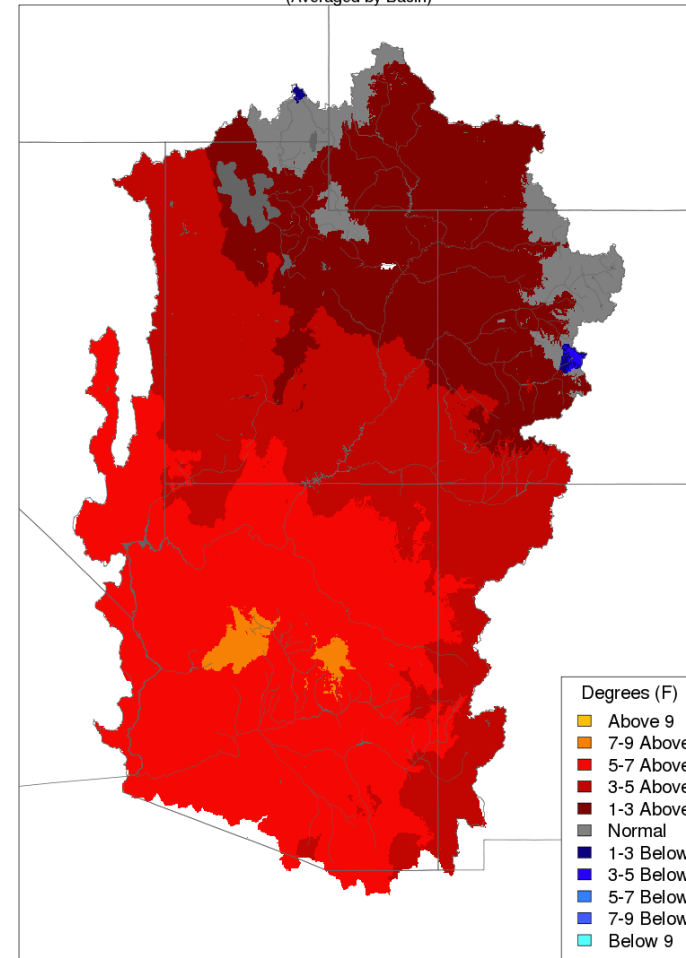 (Averaged by Basin)
Degrees (F)
Above 9
7-9 Above
5-7 Above
3-5 Above
1-3 Above
Normal
1-3 Below
3-5 Below
5-7 Below
7-9 Below
Below 9